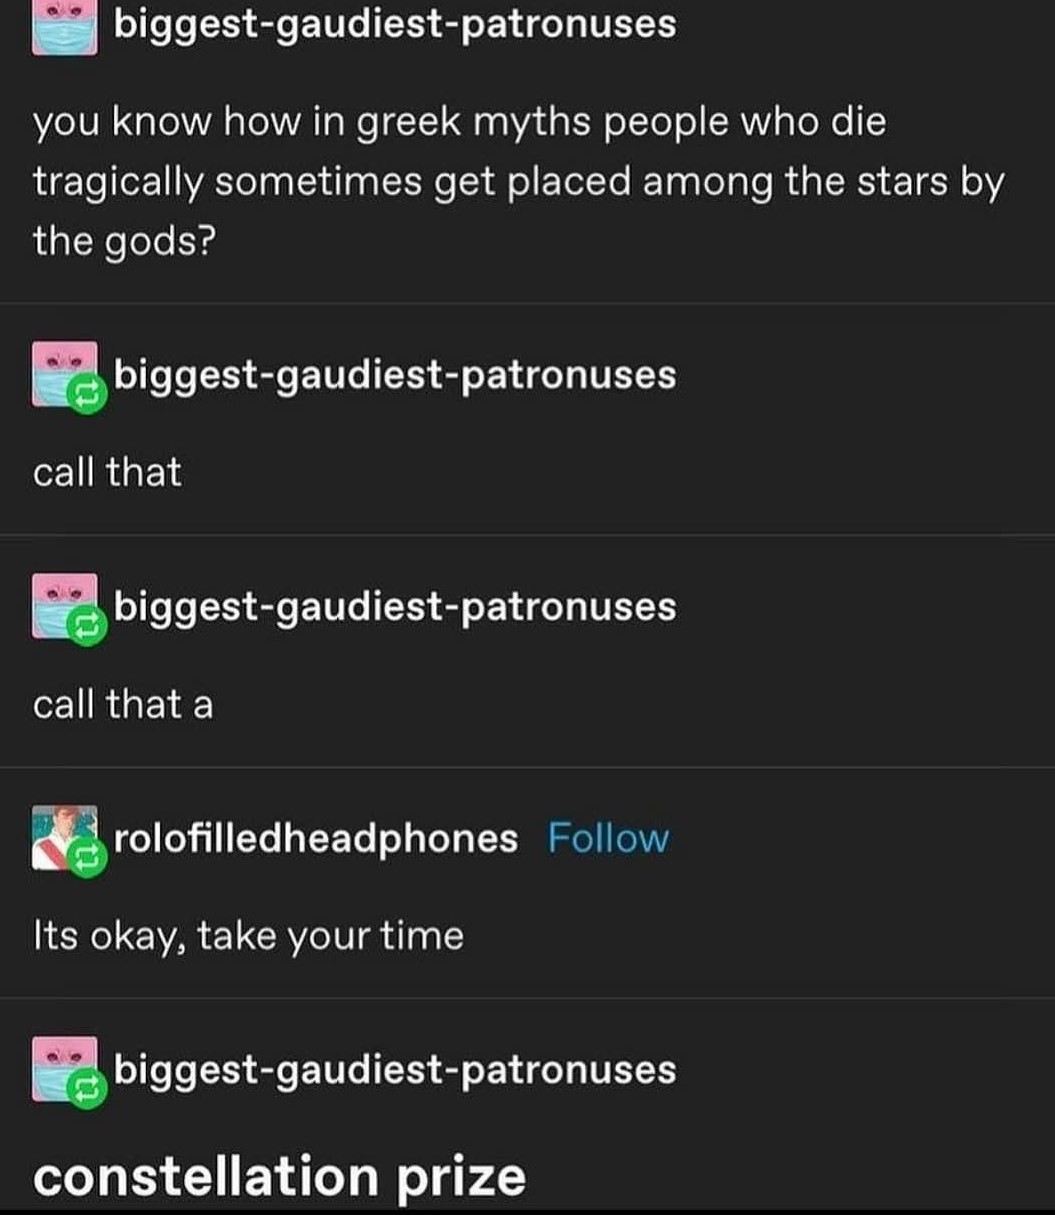 biggest-gaudiest-patronuses
you know how in greek myths people who die
tragically sometimes get placed among the stars by
the gods?
biggest-gaudiest-patronuses
call that
biggest-gaudiest-patronuses
call that a
rolofilledheadphones Follow
Its okay, take your time
biggest-gaudiest-patronuses
constellation prize